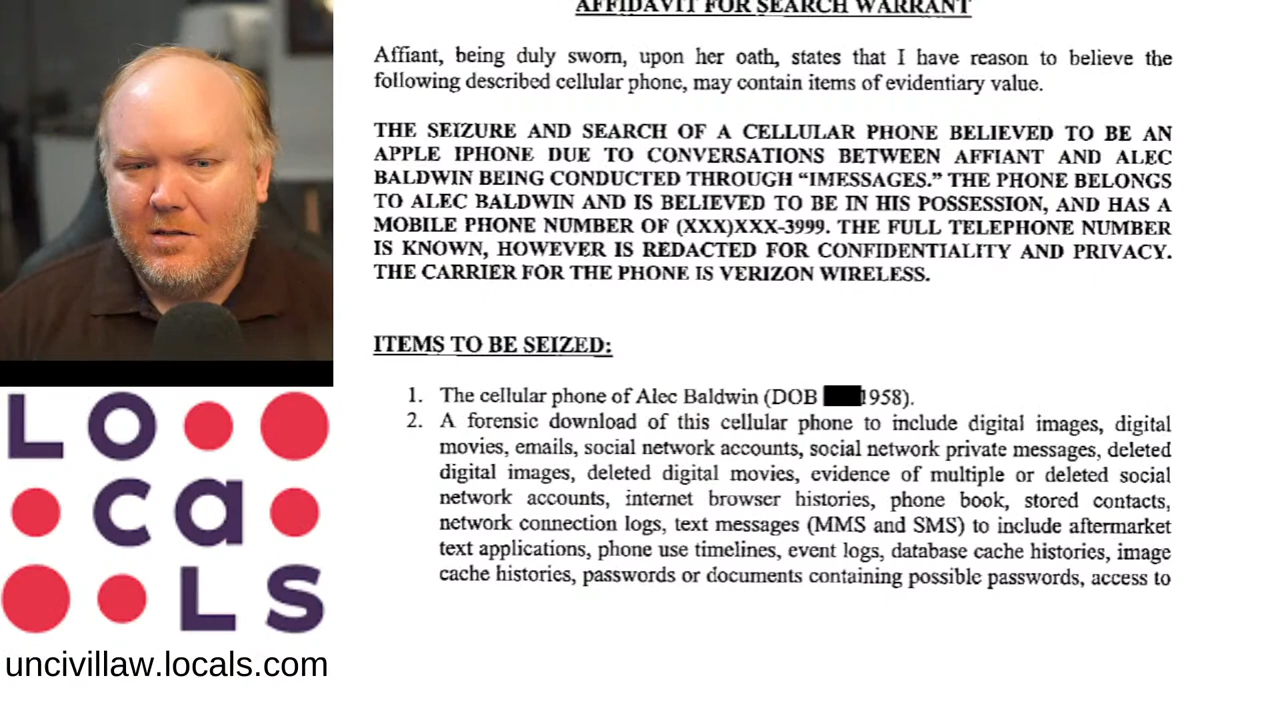 AFFIDAVIT FOR SEARCH WARRANT
Affiant, being duly sworn, upon her oath, states that I have reason to believe the
following described cellular phone, may contain items of evidentiary value.
THE SEIZURE AND SEARCH OF A CELLULAR PHONE BELIEVED TO BE AN
APPLE IPHONE DUE TO CONVERSATIONS BETWEEN AFFIANT AND ALEC
BALDWIN BEING CONDUCTED THROUGH “IMESSAGES.” THE PHONE BELONGS
TO ALEC BALDWIN AND IS BELIEVED TO BE IN HIS POSSESSION, AND HAS A
MOBILE PHONE NUMBER OF (XXX)XXX-3999. THE FULL TELEPHONE NUMBER
IS KNOWN, HOWEVER IS REDACTED FOR CONFIDENTIALITY AND PRIVACY.
THE CARRIER FOR THE PHONE IS VERIZON WIRELESS.
ITEMS TO BE SEIZED:
1. The cellular phone of Alec Baldwin (DOB 1958).
2. A forensic download of this cellular phone to include digital images, digital
movies, emails, social network accounts, social network private messages, deleted
digital images, deleted digital movies, evidence of multiple or deleted social
network accounts, internet browser histories, phone book, stored contacts,
network connection logs, text messages (MMS and SMS) to include aftermarket
text applications, phone use timelines, event logs, database cache histories, image
cache histories, passwords or documents containing possible passwords, access to
LO
ca
LS
uncivillaw.locals.com